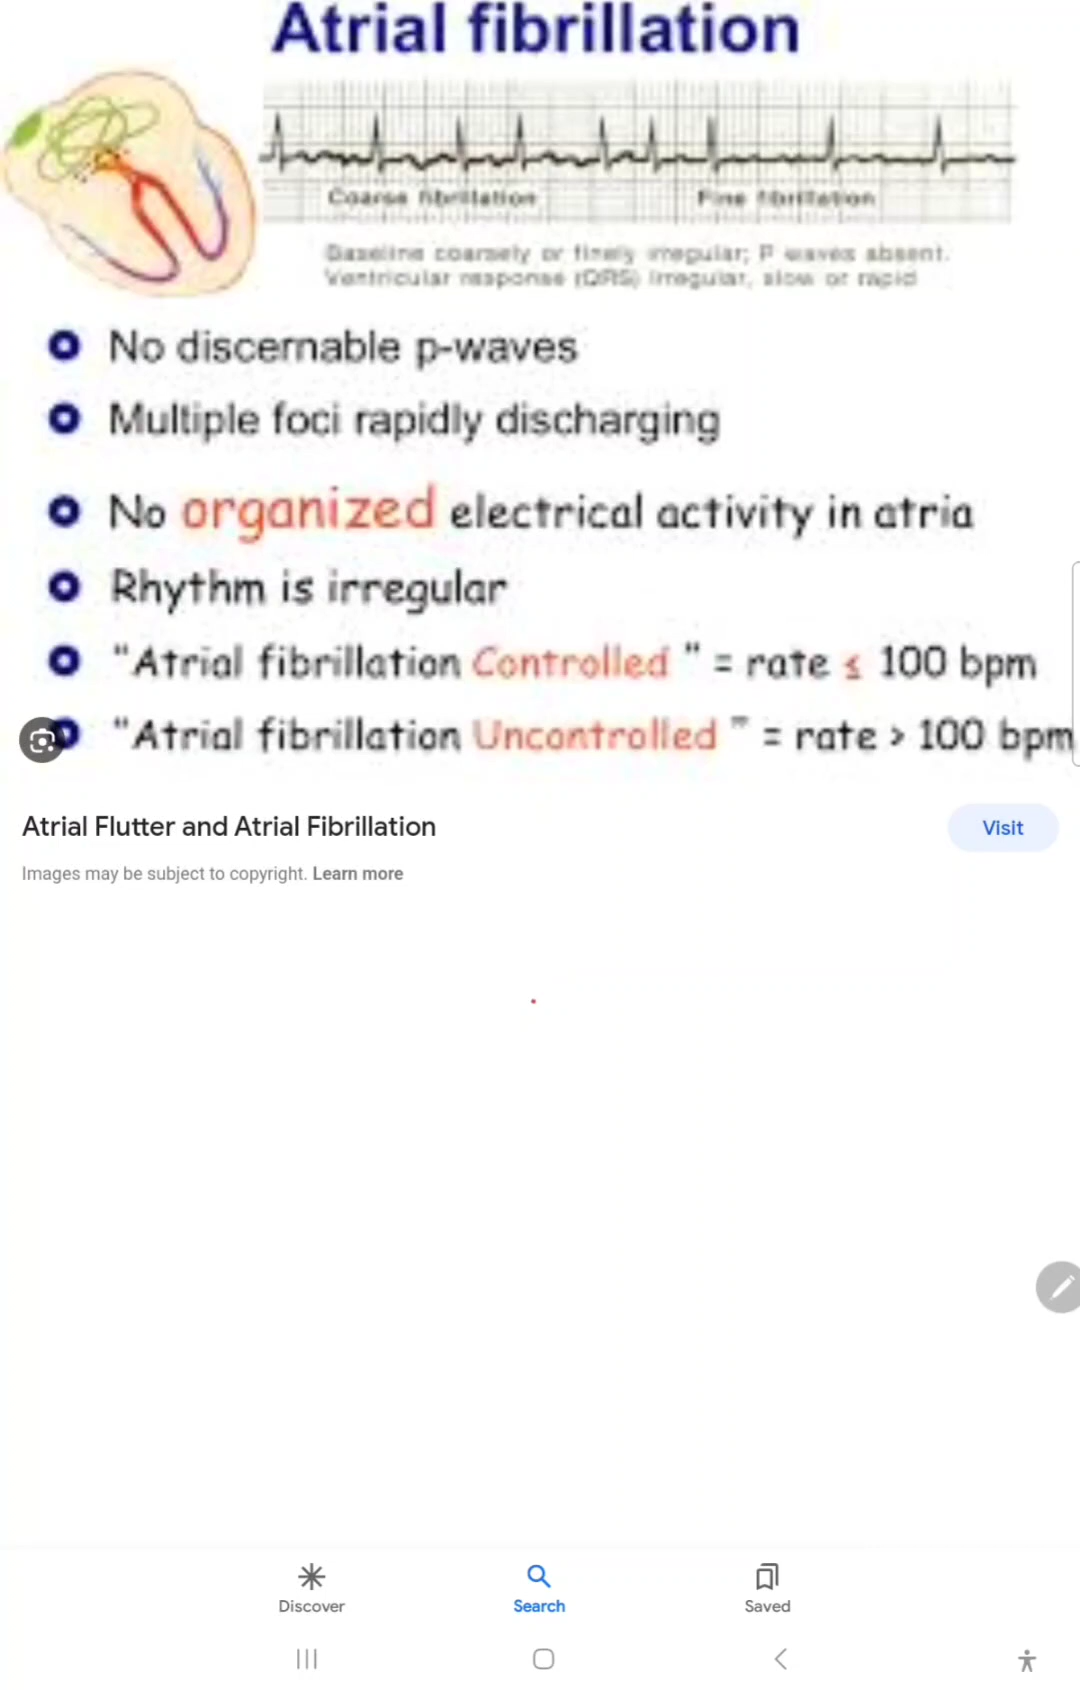 Atrial fibrillation
Coarse fibrillation
Fine fibrillation
Baseline coarsely or finely irregular; P waves absent.
Ventricular response (QRS) irregular, slow or rapid
No discernable p-waves
Multiple foci rapidly discharging
No organized electrical activity in atria
Rhythm is irregular
"Atrial fibrillation Controlled " = rate ≤ 100 bpm
"Atrial fibrillation Uncontrolled " = rate > 100 bpm
Atrial Flutter and Atrial Fibrillation
Visit
Images may be subject to copyright. Learn more
Discover
Search
Saved